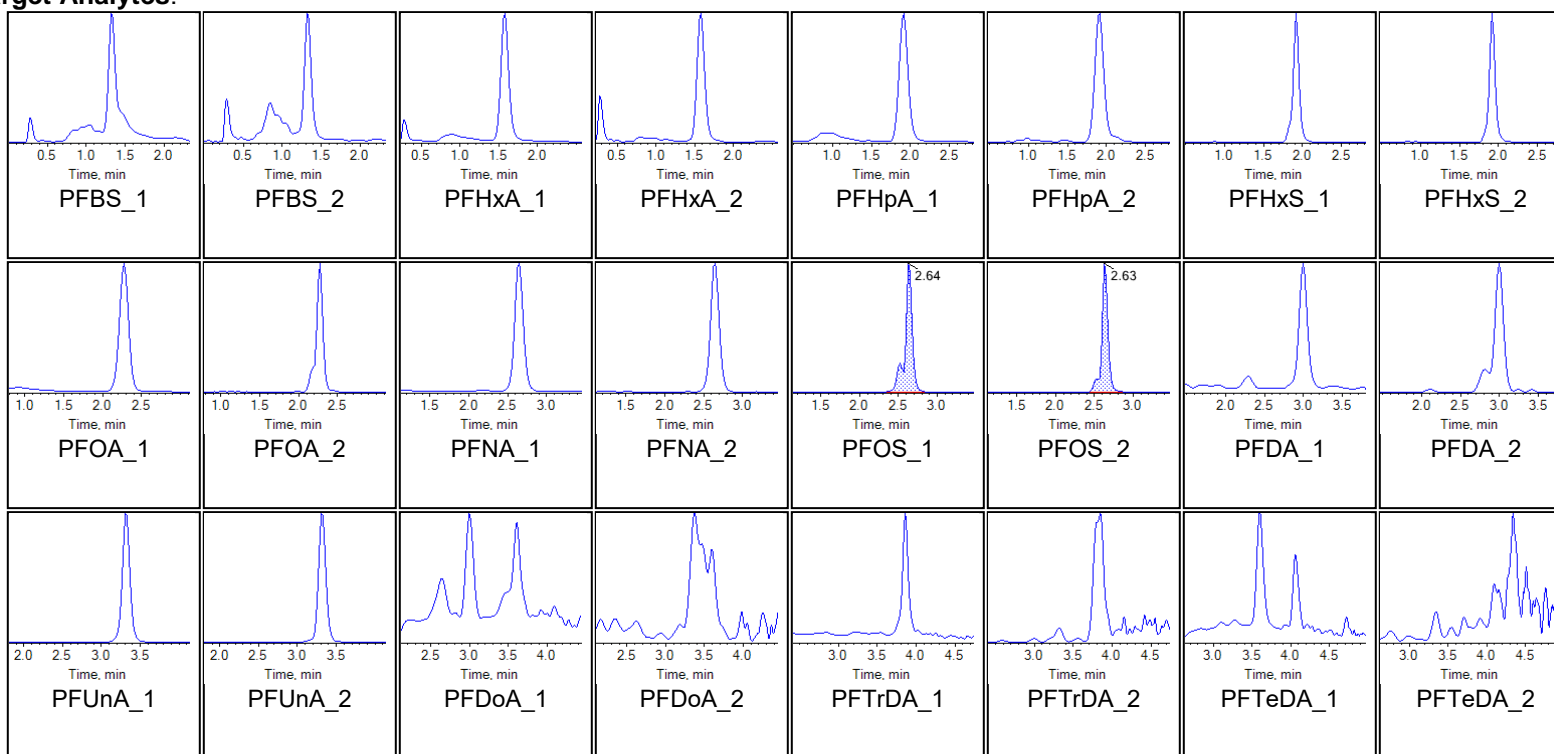 arget Analytes:
0.5 1.0 1.5 2.0 0.5 1.0 1.5 2.0 0.5 1.0 1.5 2.0 0.5 1.0 1.5 2.0 1.0 1.5 2.0 2.5 1.0 1.5 2.0 2.5 1.0 1.5 2.0 2.5 1.0 1.5 2.0 2.5
Time, min Time, min Time, min Time, min Time, min Time, min Time, min Time, min
PFBS_1 PFBS_2 PFHxA_1 PFHxA_2 PFHpA_1 PFHpA_2 PFHxS_1 PFHxS_2
2.64 2.63
1.0 1.5 2.0 2.5 1.0 1.5 2.0 2.5 1.5 2.0 2.5 3.0 1.5 2.0 2.5 3.0 1.5 2.0 2.5 3.0 1.5 2.0 2.5 3.0 2.0 2.5 3.0 3.5 2.0 2.5 3.0 3.5
Time, min Time, min Time, min Time, min Time, min Time, min Time, min Time, min
PFOA_1 PFOA_2 PFNA_1 PFNA_2 PFOS_1 PFOS_2 PFDA_1 PFDA_2
2.0 2.5 3.0 3.5 2.0 2.5 3.0 3.5 2.5 3.0 3.5 4.0 2.5 3.0 3.5 4.0 3.0 3.5 4.0 4.5 3.0 3.5 4.0 4.5 3.0 3.5 4.0 4.5 3.0 3.5 4.0 4.5
Time, min Time, min Time, min Time, min Time, min Time, min Time, min Time, min
PFUnA_1 PFUnA_2 PFDoA_1 PFDoA_2 PFTrDA_1 PFTrDA_2 PFTeDA_1 PFTeDA_2